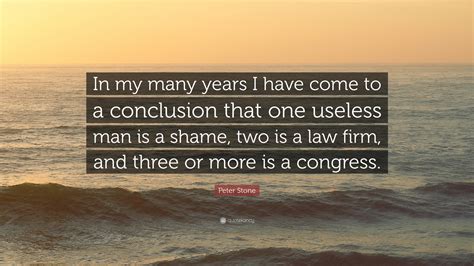 In my many years I have come to
a conclusion that one useless
man is a shame, two is a law firm,
and three or more is a congress.
Peter Stone
quotefancy